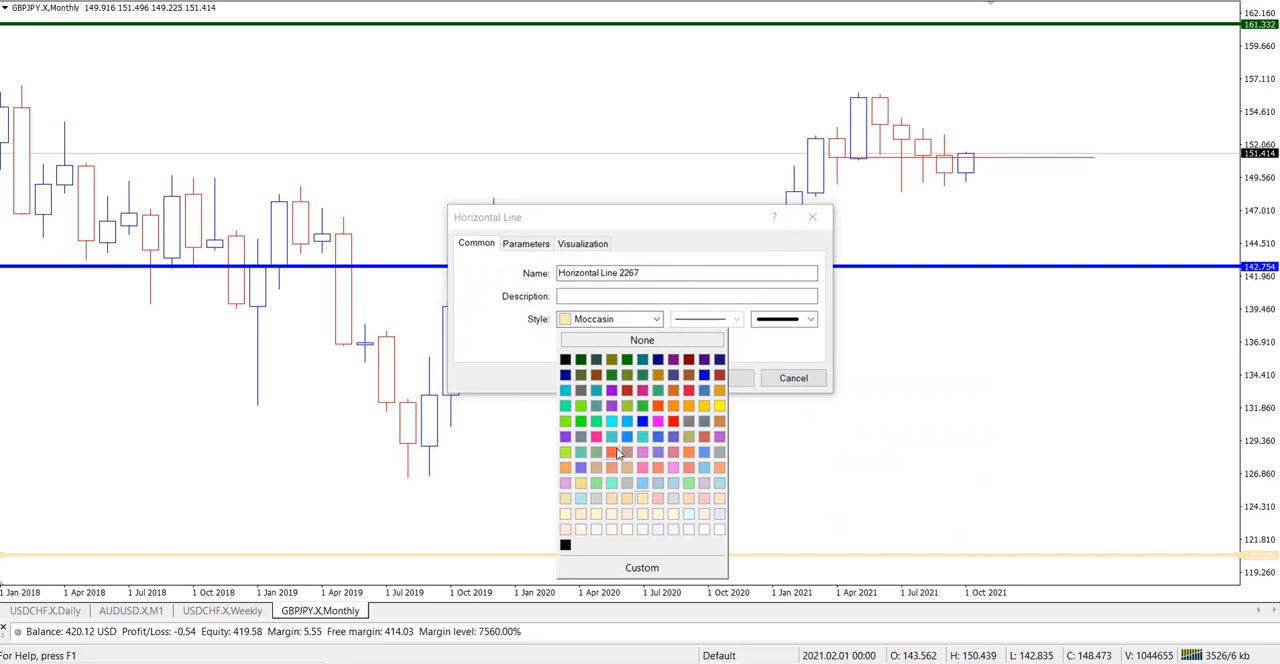 GBPJPY.X,Monthly 149.916 151.496 149.225 151.414
162.160
161.332
159.660
157.110
154.610
152.060
151.414
149.560
147.010
144.510
142.754
141.960
139.460
136.910
134.410
131.860
129.360
126.860
124.310
121.810
119.260
Horizontal Line
?
Common Parameters Visualization
Name: Horizontal Line 2267
Description:
Style: Moccasin
None
Cancel
Custom
1 Jan 2018 1 Apr 2018 1 Jul 2018 1 Oct 2018 1 Jan 2019 1 Apr 2019 1 Jul 2019 1 Oct 2019 1 Jan 2020 1 Apr 2020 1 Jul 2020 1 Oct 2020 1 Jan 2021 1 Apr 2021 1 Jul 2021 1 Oct 2021
USDCHF.X,Daily AUDUSD.X,M1 USDCHF.X,Weekly GBPJPY.X,Monthly
Balance: 420.12 USD Profit/Loss: -0.54 Equity: 419.58 Margin: 5.55 Free margin: 414.03 Margin level: 7560.00%
For Help, press F1 Default 2021.02.01 00:00 O: 143.562 H: 150.439 L: 142.835 C: 148.473 V: 1044655 3526/6 kb